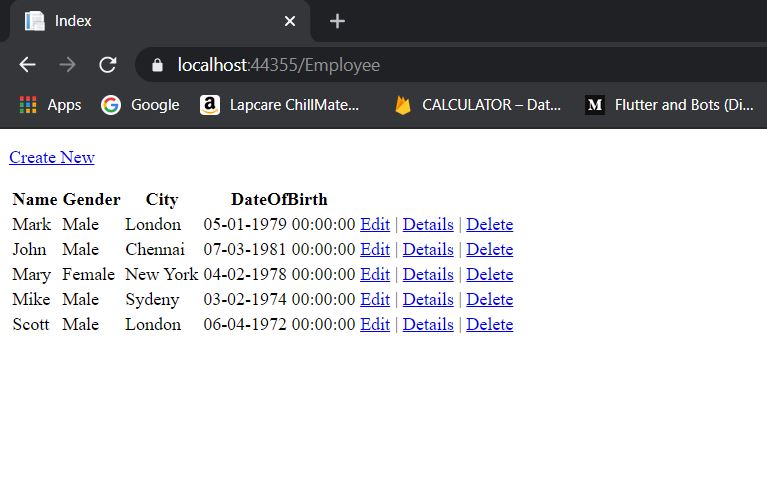 Index
localhost:44355/Employee
Apps Google Lapcare ChillMate... CALCULATOR – Dat... M Flutter and Bots (Di...
Create New
Name Gender City DateOfBirth
Mark Male London 05-01-1979 00:00:00 Edit | Details | Delete
John Male Chennai 07-03-1981 00:00:00 Edit | Details | Delete
Mary Female New York 04-02-1978 00:00:00 Edit | Details | Delete
Mike Male Sydeny 03-02-1974 00:00:00 Edit | Details | Delete
Scott Male London 06-04-1972 00:00:00 Edit | Details | Delete